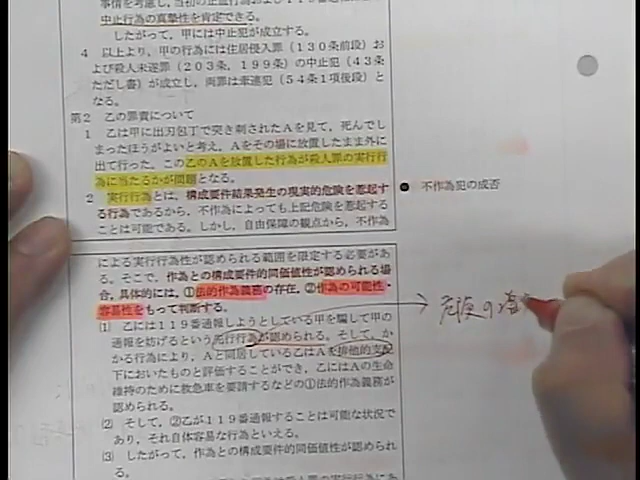 中止行為の真摯性を肯定できる。
したがって，甲には中止犯が成立する。
4 以上より，甲の行為には住居侵入罪（130条前段）お
よび殺人未遂罪（203条，199条）の中止犯（43条
ただし書）が成立し，両罪は牽連犯（54条1項後段）と
なる。
第2 乙の罪責について
1 乙は甲に出刃包丁で突き刺されたAを見て，死んでし
まったほうがよいと考え，Aをその場に放置したまま外
に出て行った。この乙のAを放置した行為が殺人罪の実行行
為に当たるかが問題となる。
2 実行行為とは，構成要件結果発生の現実的危険を惹起す
る行為であるから，不作為によっても上記危険を惹起する
ことは可能である。しかし，自由保障の観点から，不作為
不作為犯の成否
による実行行為性が認められる範囲を限定する必要があ
る。そこで，作為との構成要件的同価値性が認められる場
合，具体的には，①法的作為義務の存在，②作為の可能性・
容易性をもって判断する。
(1) 乙には119番通報しようとしている甲を騙して甲の
通報を妨げるという先行行為が認められる。そして，か
かる行為により，Aと同居している乙はAを排他的支配
下においたものと評価することができ，乙にはAの生命
維持のために救急車を要請するなどの①法的作為義務が
認められる。
(2) そして，②乙が119番通報することは可能な状況で
あり，それ自体容易な行為といえる。
(3) したがって，作為との構成要件的同価値性が認められ
る。
危険の